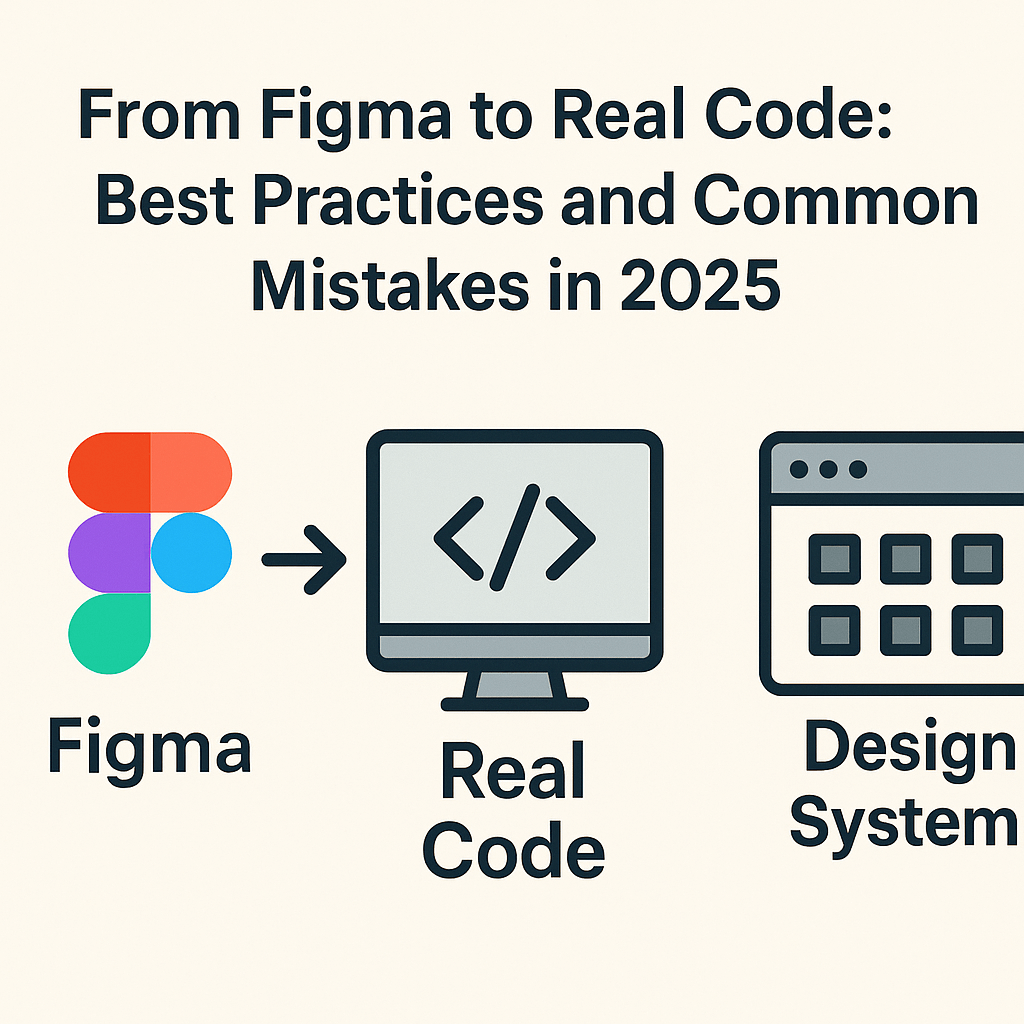 From Figma to Real Code:
Best Practices and Common
Mistakes in 2025
Figma
Real
Code
Design
System